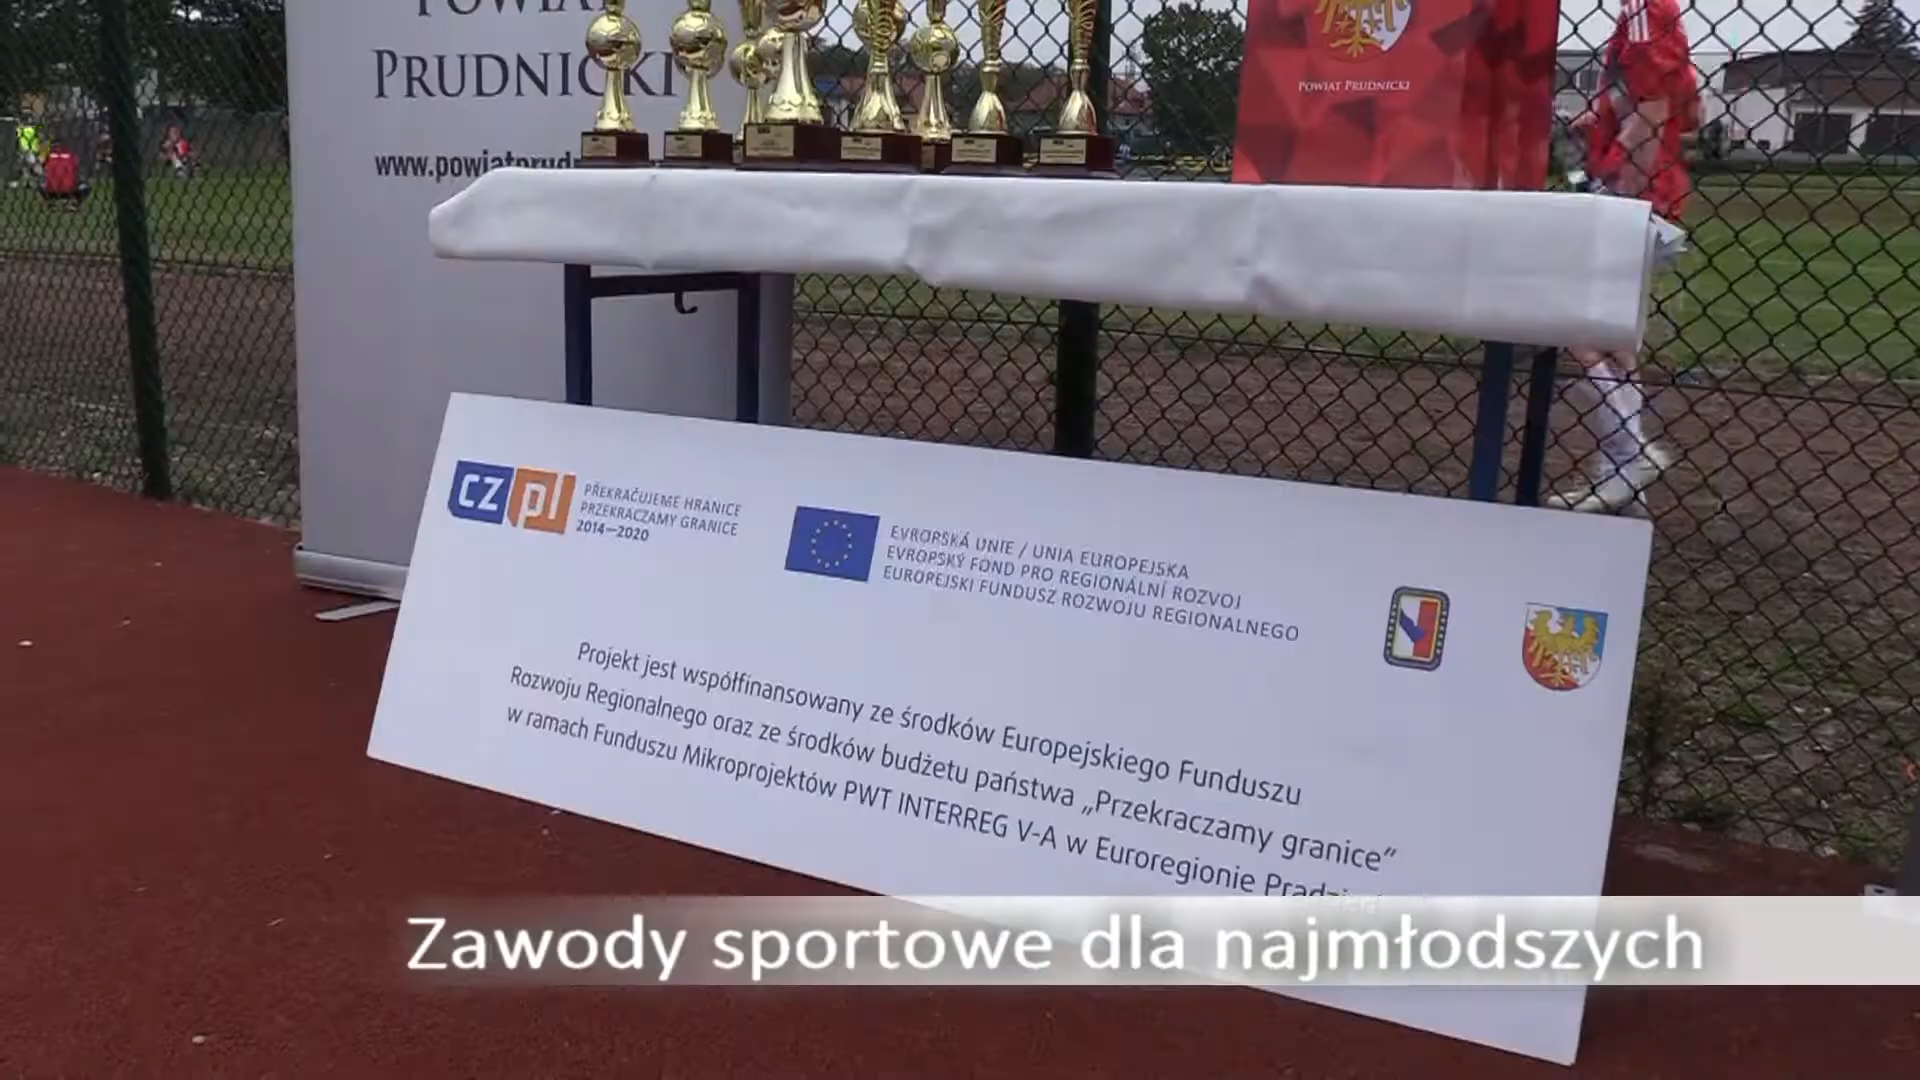 POWIAT
PRUDNICKI
POWIAT PRUDNICKI
CZ pl
PŘEKRAČUJEME HRANICE
PRZEKRACZAMY GRANICE
2014—2020
EVROPSKÁ UNIE / UNIA EUROPEJSKA
EVROPSKÝ FOND PRO REGIONÁLNÍ ROZVOJ
EUROPEJSKI FUNDUSZ ROZWOJU REGIONALNEGO
Projekt jest współfinansowany ze środków Europejskiego Funduszu
Rozwoju Regionalnego oraz ze środków budżetu państwa „Przekraczamy granice”
w ramach Funduszu Mikroprojektów PWT INTERREG V-A w Euroregionie
Zawody sportowe dla najmłodszych